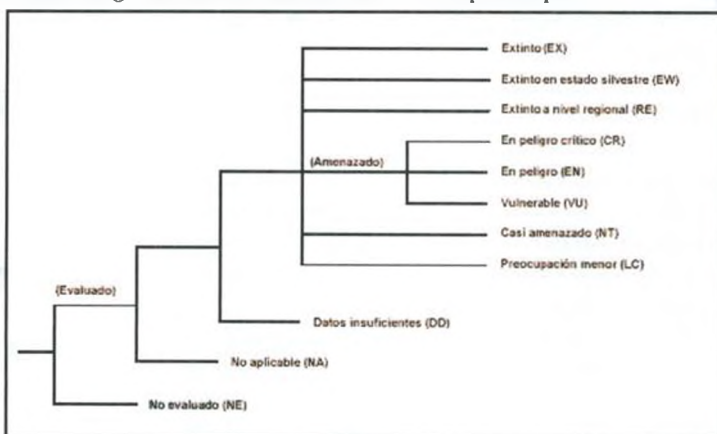 Extinto (EX)
Extinto en estado silvestre (EW)
Extinto a nivel regional (RE)
En peligro crítico (CR)
(Amenazado)
En peligro (EN)
Vulnerable (VU)
Casi amenazado (NT)
Preocupación menor (LC)
(Evaluado)
Datos insuficientes (DD)
No aplicable (NA)
No evaluado (NE)